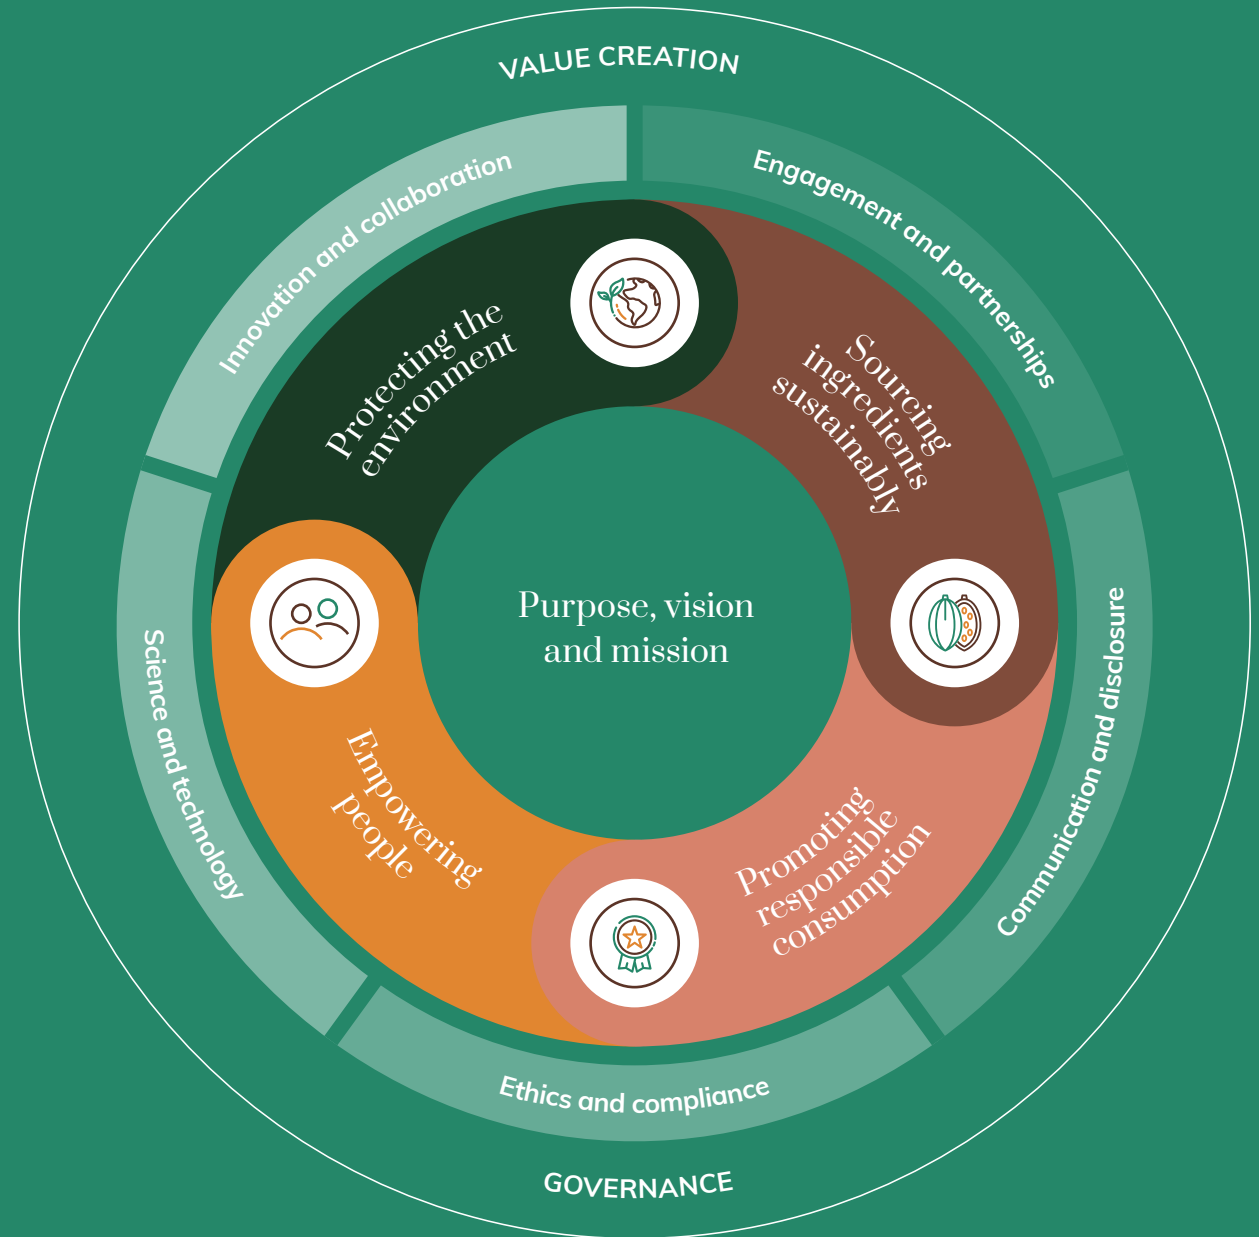 VALUE CREATION
Innovation and collaboration
Engagement and partnerships
Protecting the
environment
Sourcing
ingredients
sustainably
Purpose, vision
and mission
Science and technology
Communication and disclosure
Empowering
people
Promoting
responsible
consumption
Ethics and compliance
GOVERNANCE